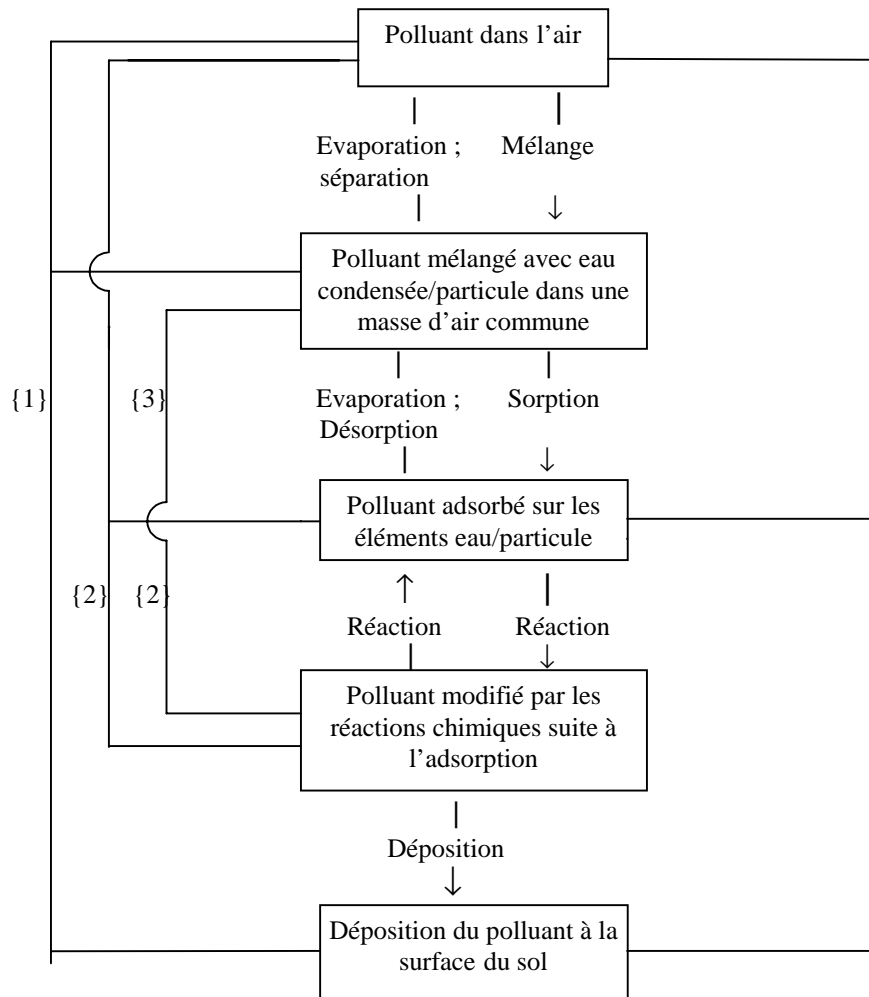 Polluant dans l’air
Evaporation ; Mélange
séparation
Polluant mélangé avec eau
condensée/particule dans une
masse d’air commune
{1} {3} Evaporation ; Sorption
Désorption
Polluant adsorbé sur les
éléments eau/particule
{2} {2}
Réaction Réaction
Polluant modifié par les
réactions chimiques suite à
l’adsorption
Déposition
Déposition du polluant à la
surface du sol